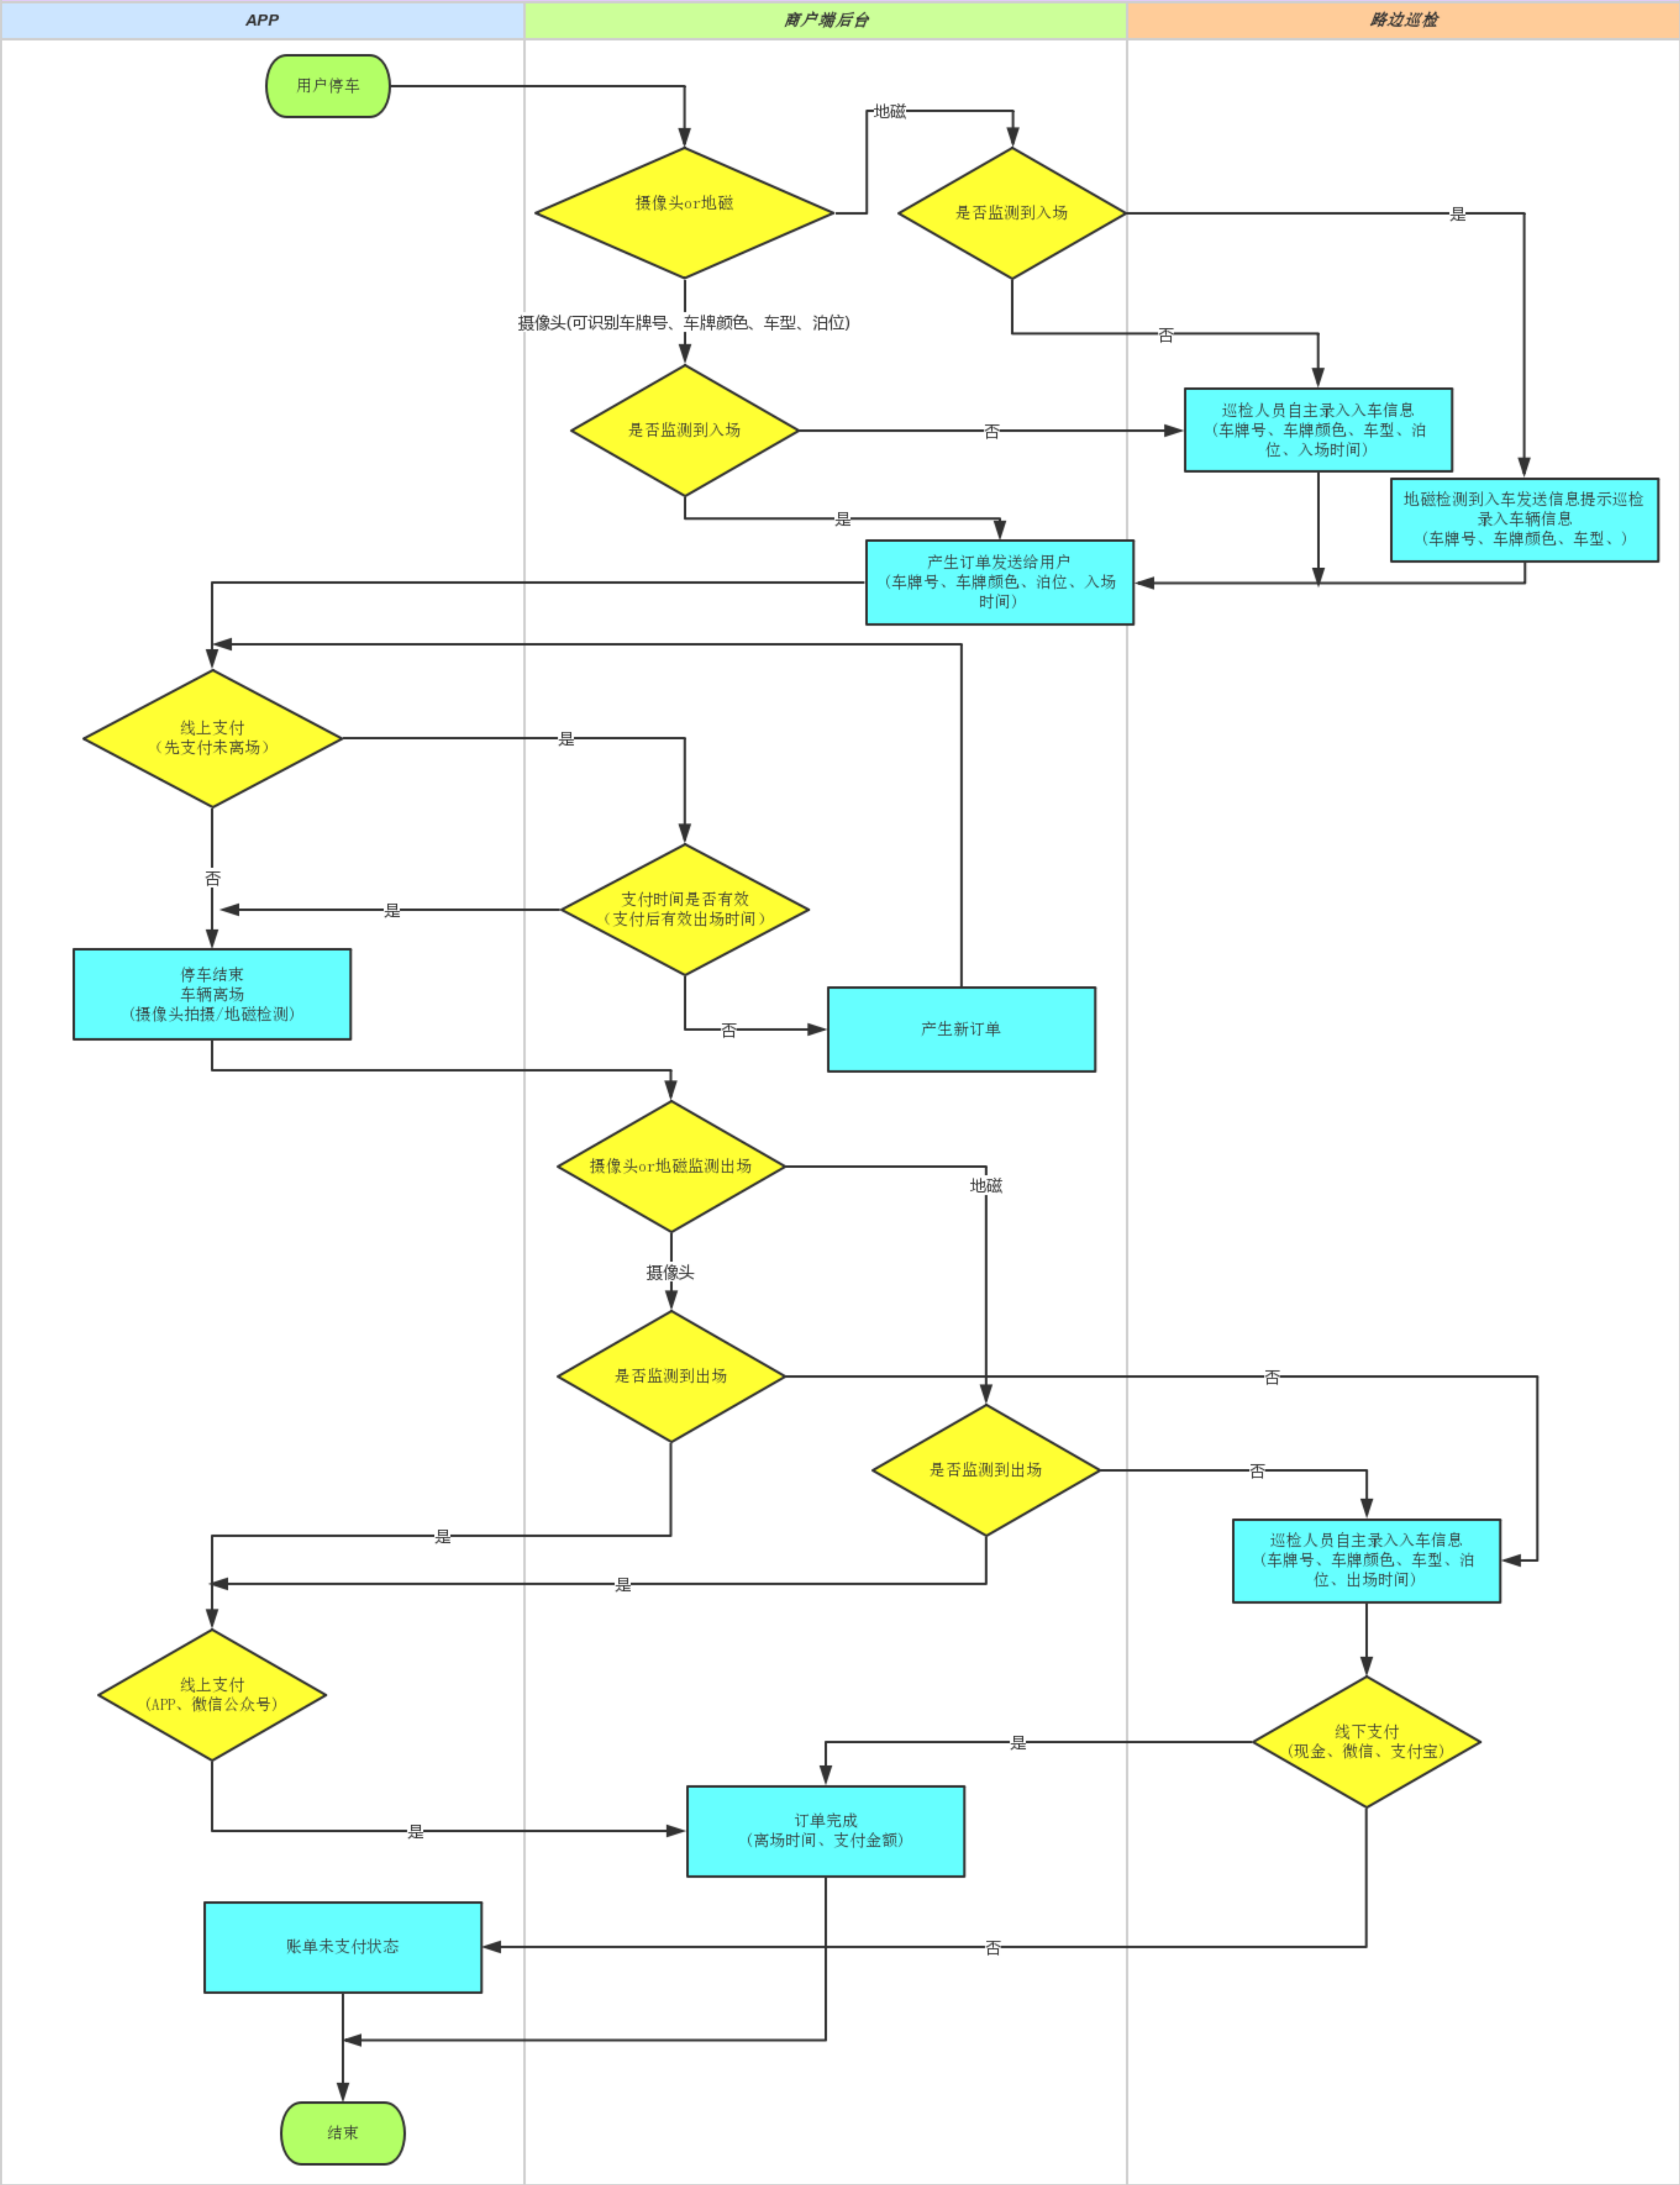 APP
商户端后台
路边巡检
用户停车
地磁
摄像头or地磁
是否监测到入场
是
摄像头(可识别车牌号、车牌颜色、车型、泊位)
否
巡检人员自主录入入车信息
(车牌号、车牌颜色、车型、泊
位、入场时间)
是否监测到入场
否
地磁检测到入车发送信息提示巡检
录入车辆信息
(车牌号、车牌颜色、车型、)
是
产生订单发送给用户
(车牌号、车牌颜色、泊位、入场
时间)
线上支付
(先支付未离场)
是
否
支付时间是否有效
(支付后有效出场时间)
是
停车结束
车辆离场
(摄像头拍摄/地磁检测)
否
产生新订单
摄像头or地磁监测出场
地磁
摄像头
是否监测到出场
否
是否监测到出场
否
是
巡检人员自主录入入车信息
(车牌号、车牌颜色、车型、泊
位、出场时间)
是
线上支付
(APP、微信公众号)
线下支付
(现金、微信、支付宝)
是
订单完成
(离场时间、支付金额)
是
账单未支付状态
否
结束